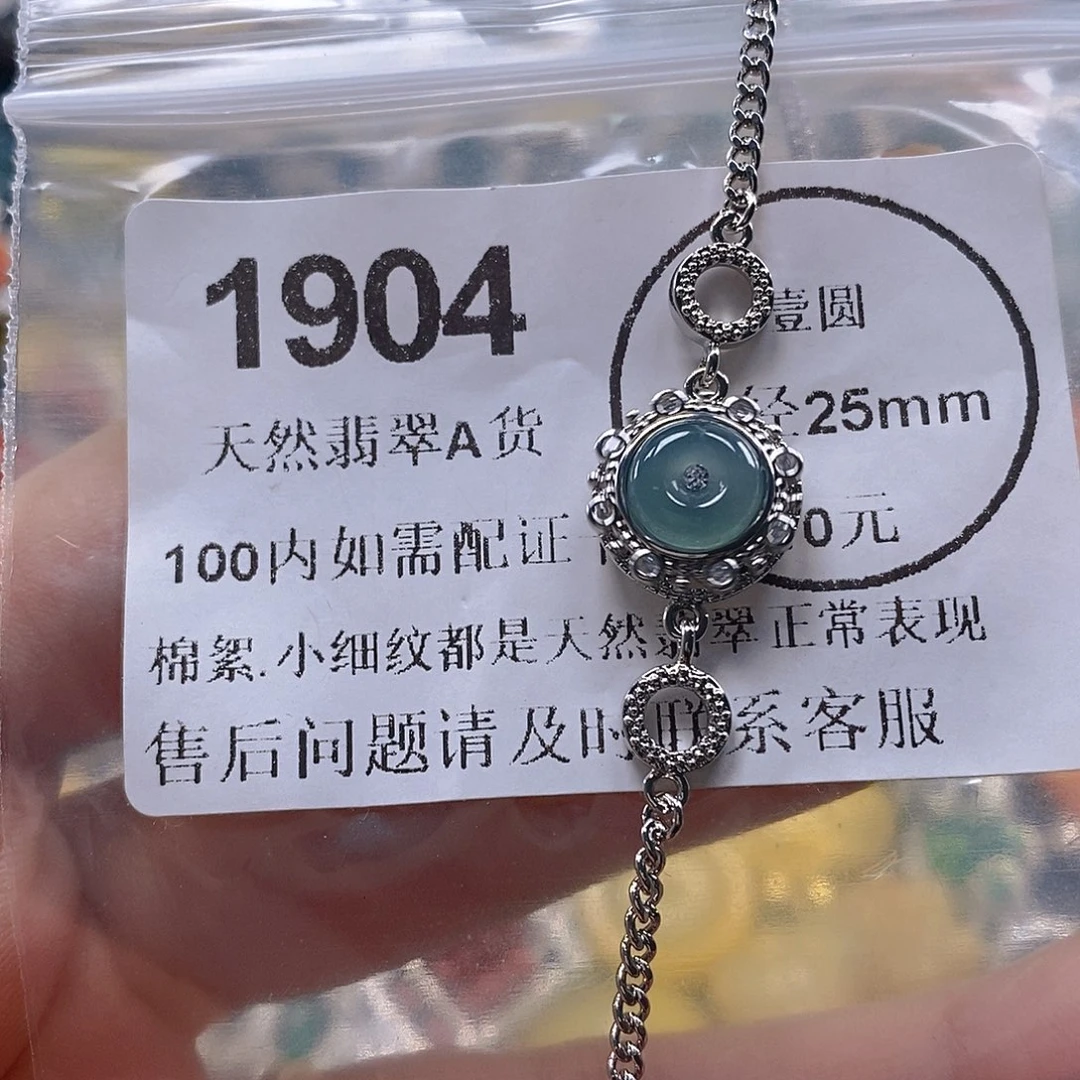 1904
壹圆
天然翡翠A货
径25mm
100内如需配证 0元
棉絮.小细纹都是天然翡翠正常表现
售后问题请及时联系客服